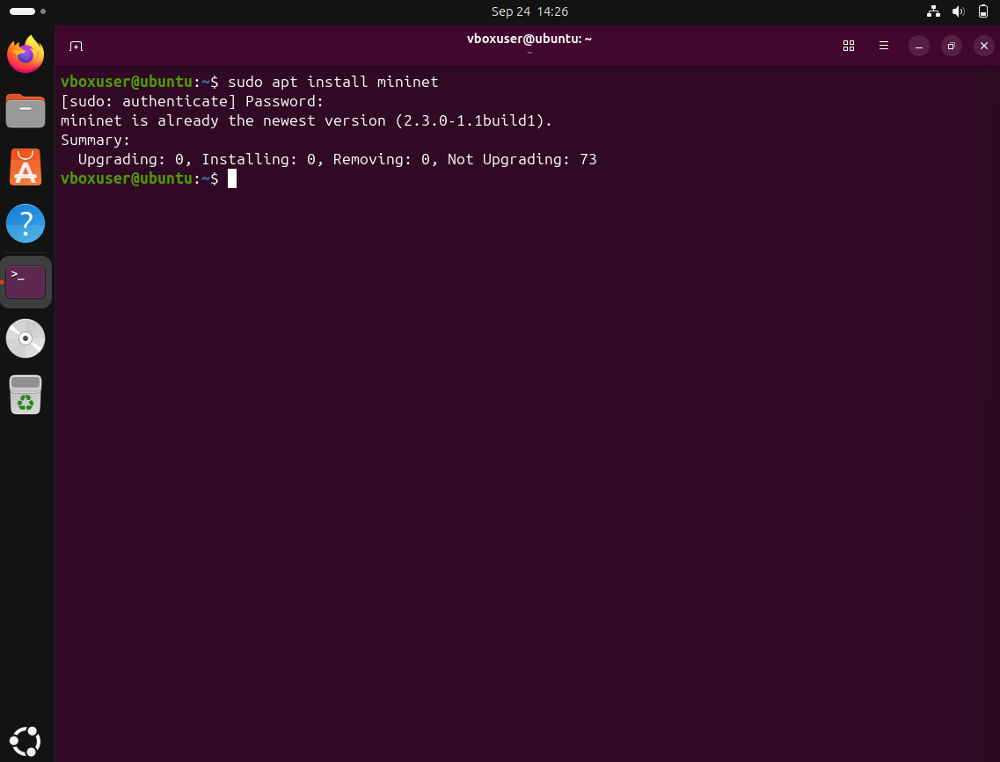 Sep 24 14:26
vboxuser@ubuntu: ~
~
vboxuser@ubuntu:~$ sudo apt install mininet
[sudo: authenticate] Password:
mininet is already the newest version (2.3.0-1.1build1).
Summary:
  Upgrading: 0, Installing: 0, Removing: 0, Not Upgrading: 73
vboxuser@ubuntu:~$